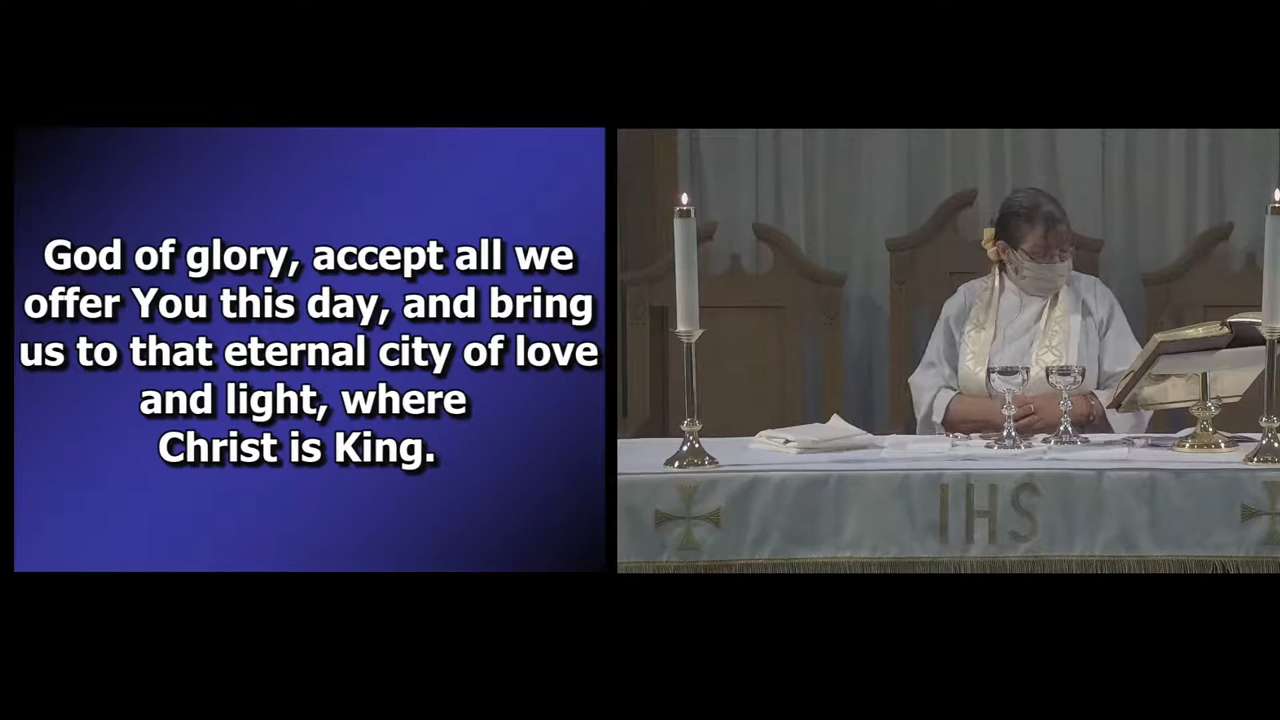 God of glory, accept all we
offer You this day, and bring
us to that eternal city of love
and light, where
Christ is King.
IHS